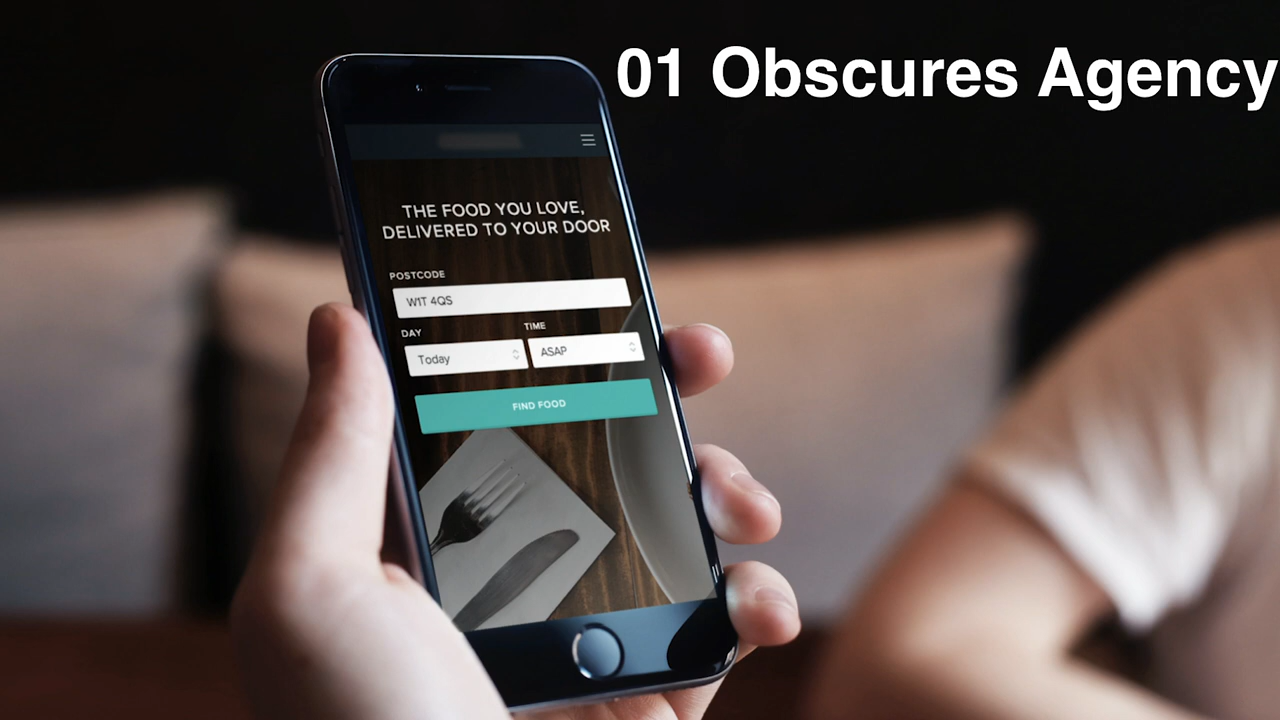 01 Obscures Agency
THE FOOD YOU LOVE,
DELIVERED TO YOUR DOOR
POSTCODE
W1T 4QS
DAY
TIME
Today
ASAP
FIND FOOD